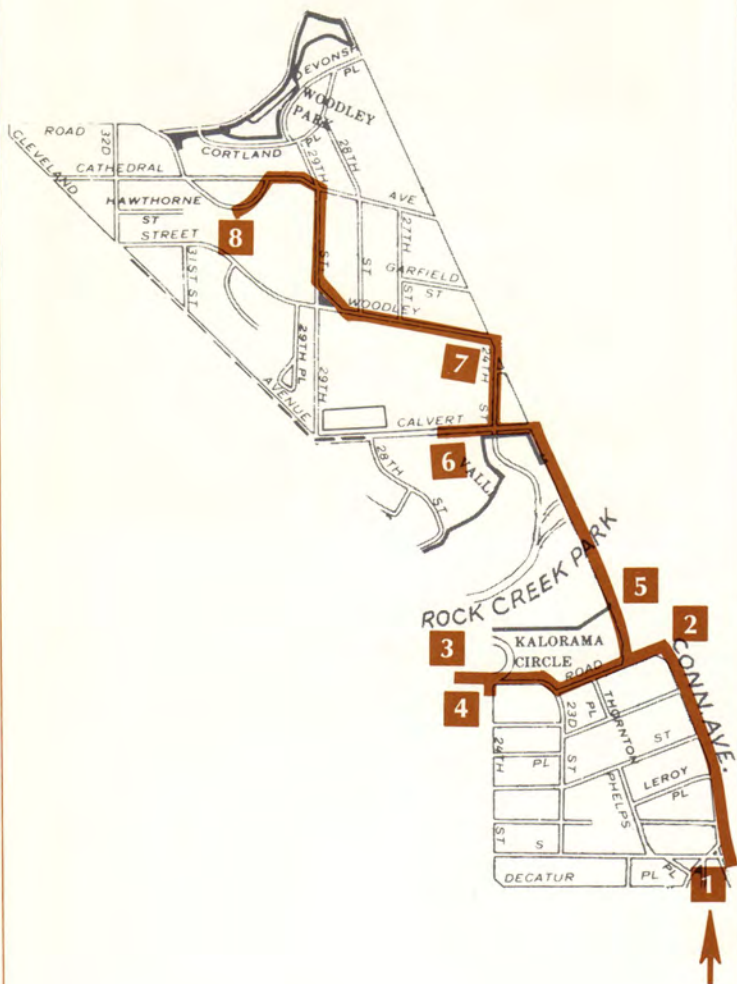 DEVONSH
PL
WOODLEY
PARK
ROAD
32D
CORTLAND
PL
CLEVELAND
CATHEDRAL
29TH
28TH
AVE
HAWTHORNE
ST
8
STREET
27TH
31ST ST
ST
ST
GARFIELD
ST
ST
WOODLEY
29TH PL
29TH
7
24TH
ST
AVENUE
CALVERT
6
28TH
ST
VALL
ROCK CREEK PARK
5
2
3
KALORAMA
CIRCLE
ROAD
CONN. AVE.
4
23D
ST
PL
THORNTON
ST
24TH
ST
PL
LEROY
PL
PHELPS
S
DECATUR
PL
PL
1